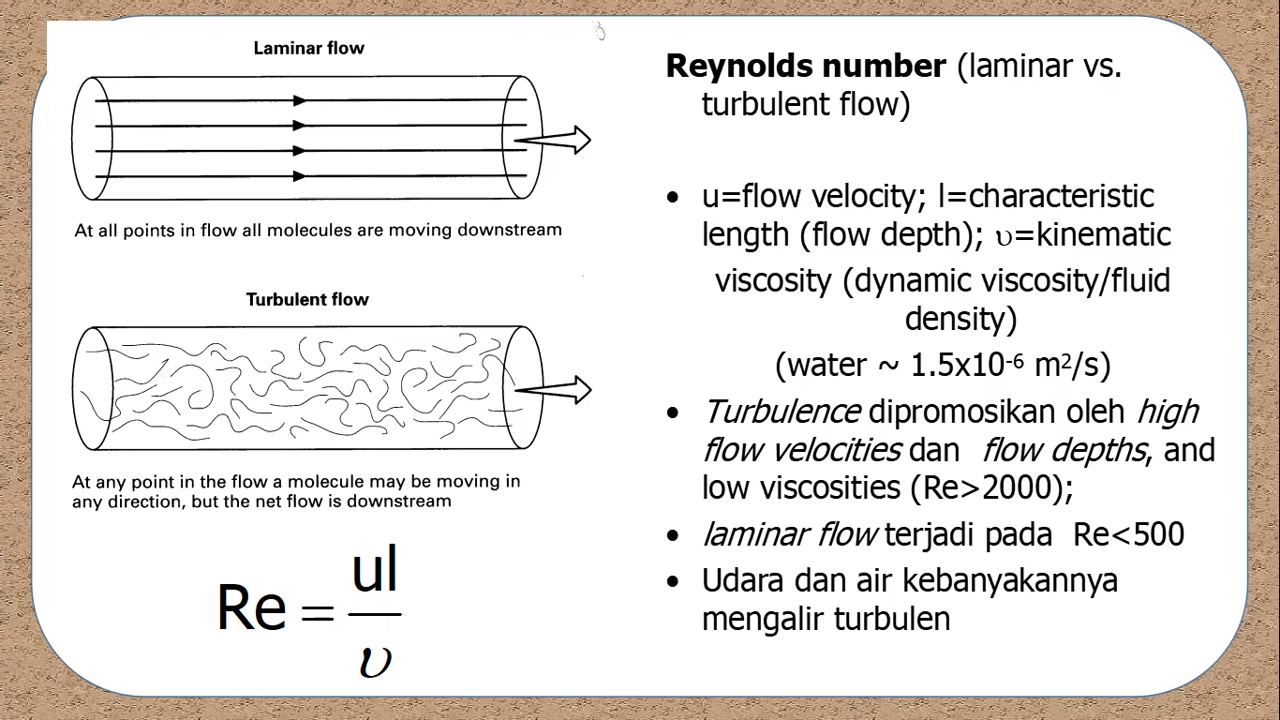 Laminar flow
At all points in flow all molecules are moving downstream
Turbulent flow
At any point in the flow a molecule may be moving in
any direction, but the net flow is downstream
Re = ul
υ
Reynolds number (laminar vs.
turbulent flow)
• u=flow velocity; l=characteristic
length (flow depth); υ=kinematic
viscosity (dynamic viscosity/fluid
density)
(water ~ 1.5x10⁻⁶ m²/s)
• Turbulence dipromosikan oleh high
flow velocities dan flow depths, and
low viscosities (Re>2000);
• laminar flow terjadi pada Re<500
• Udara dan air kebanyakannya
mengalir turbulen